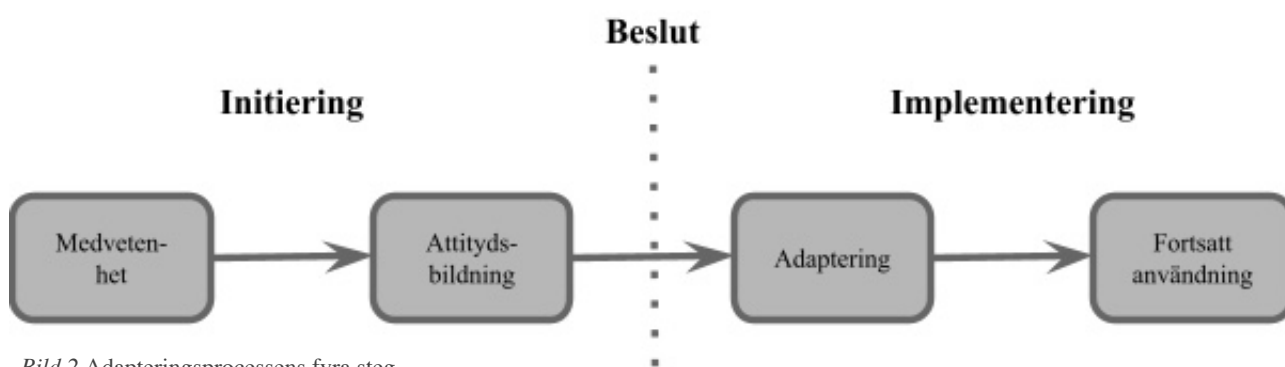 Beslut
Initiering
Implementering
Medveten-
het
Attityds-
bildning
Adaptering
Fortsatt
användning
Bild 2 Adapteringsprocessens fyra steg